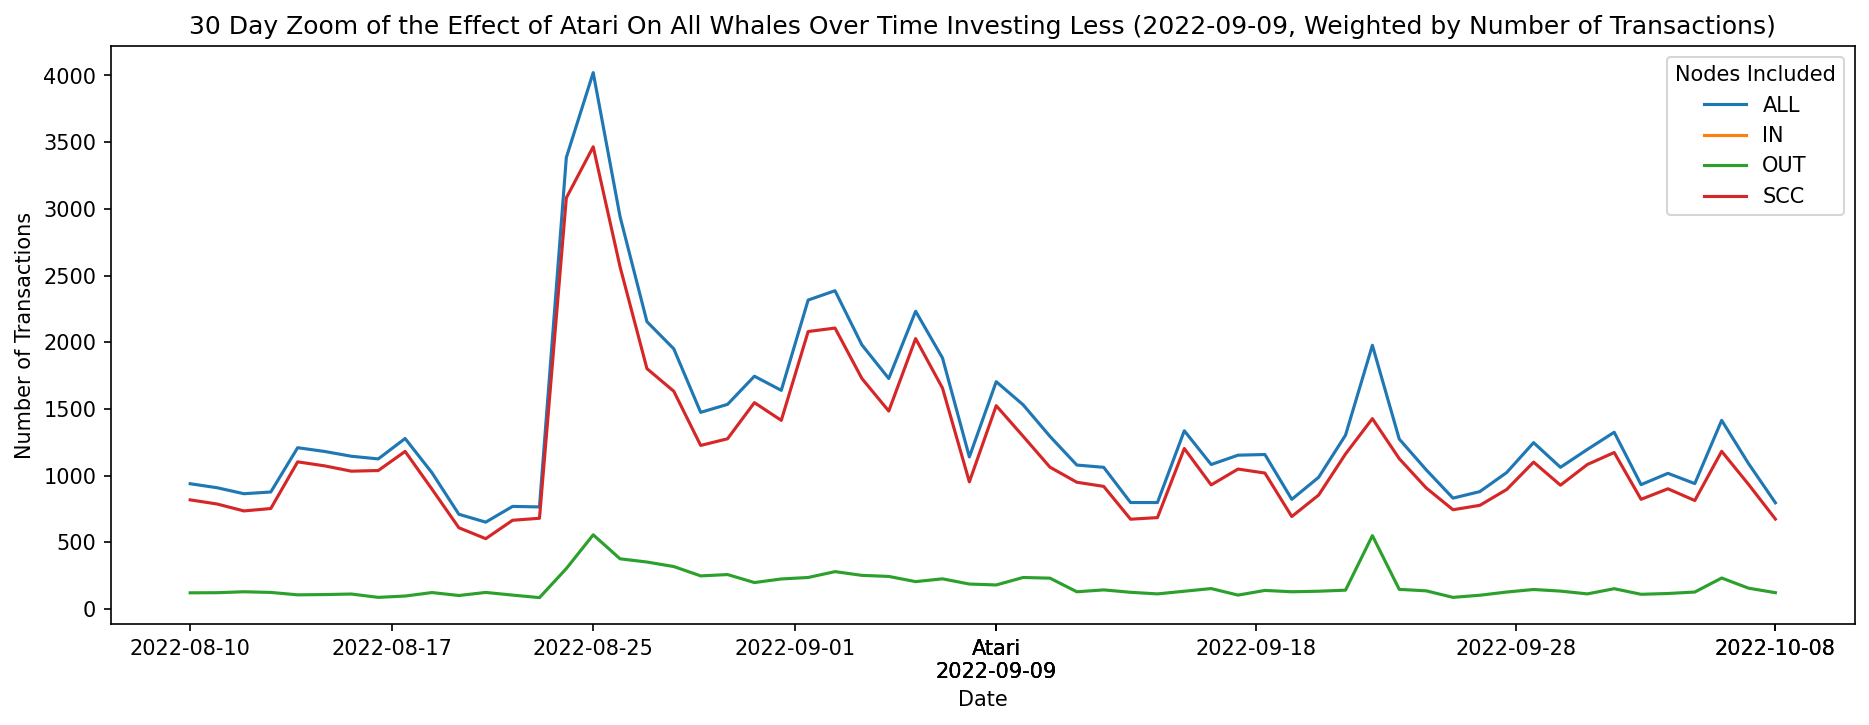 30 Day Zoom of the Effect of Atari On All Whales Over Time Investing Less (2022-09-09, Weighted by Number of Transactions)
Nodes Included
ALL
IN
OUT
SCC
Number of Transactions
4000
3500
3000
2500
2000
1500
1000
500
0
2022-08-10 2022-08-17 2022-08-25 2022-09-01 Atari 2022-09-18 2022-09-28 2022-10-08
2022-09-09
Date